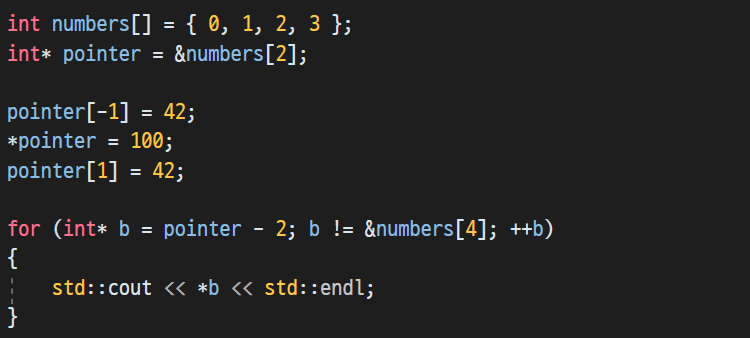 int numbers[] = { 0, 1, 2, 3 };
int* pointer = &numbers[2];
pointer[-1] = 42;
*pointer = 100;
pointer[1] = 42;
for (int* b = pointer - 2; b != &numbers[4]; ++b)
{
    std::cout << *b << std::endl;
}